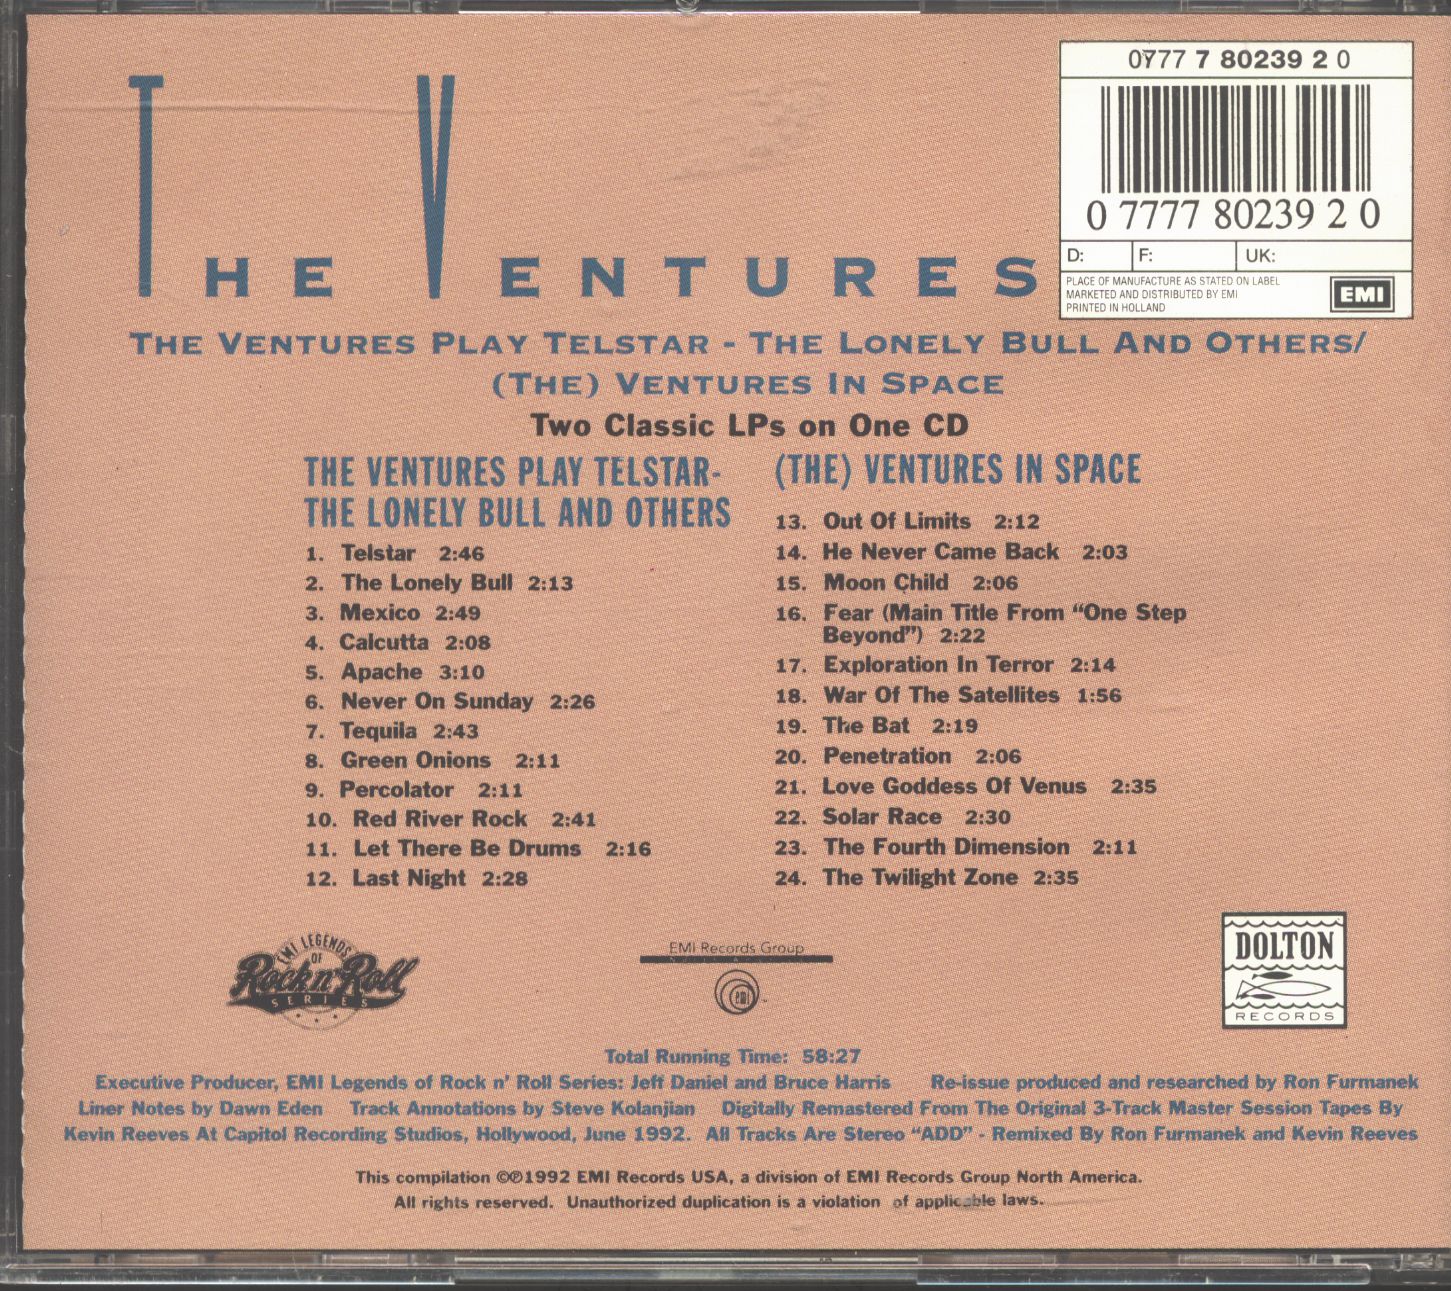 0777 7 80239 2 0
0 7777 80239 2 0
D: F: UK:
PLACE OF MANUFACTURE AS STATED ON LABEL
MARKETED AND DISTRIBUTED BY EMI
PRINTED IN HOLLAND
EMI
THE VENTURES
THE VENTURES PLAY TELSTAR - THE LONELY BULL AND OTHERS/
(THE) VENTURES IN SPACE
Two Classic LPs on One CD
THE VENTURES PLAY TELSTAR-
THE LONELY BULL AND OTHERS
1. Telstar 2:46
2. The Lonely Bull 2:13
3. Mexico 2:49
4. Calcutta 2:08
5. Apache 3:10
6. Never On Sunday 2:26
7. Tequila 2:43
8. Green Onions 2:11
9. Percolator 2:11
10. Red River Rock 2:41
11. Let There Be Drums 2:16
12. Last Night 2:28
(THE) VENTURES IN SPACE
13. Out Of Limits 2:12
14. He Never Came Back 2:03
15. Moon Child 2:06
16. Fear (Main Title From “One Step
Beyond”) 2:22
17. Exploration In Terror 2:14
18. War Of The Satellites 1:56
19. The Bat 2:19
20. Penetration 2:06
21. Love Goddess Of Venus 2:35
22. Solar Race 2:30
23. The Fourth Dimension 2:11
24. The Twilight Zone 2:35
EMI LEGENDS
OF
Rock n' Roll
SERIES
EMI Records Group
emi
DOLTON
RECORDS
Total Running Time: 58:27
Executive Producer, EMI Legends of Rock n' Roll Series: Jeff Daniel and Bruce Harris Re-issue produced and researched by Ron Furmanek
Liner Notes by Dawn Eden Track Annotations by Steve Kolanjian Digitally Remastered From The Original 3-Track Master Session Tapes By
Kevin Reeves At Capitol Recording Studios, Hollywood, June 1992. All Tracks Are Stereo “ADD” - Remixed By Ron Furmanek and Kevin Reeves
This compilation ©℗1992 EMI Records USA, a division of EMI Records Group North America.
All rights reserved. Unauthorized duplication is a violation of applicable laws.